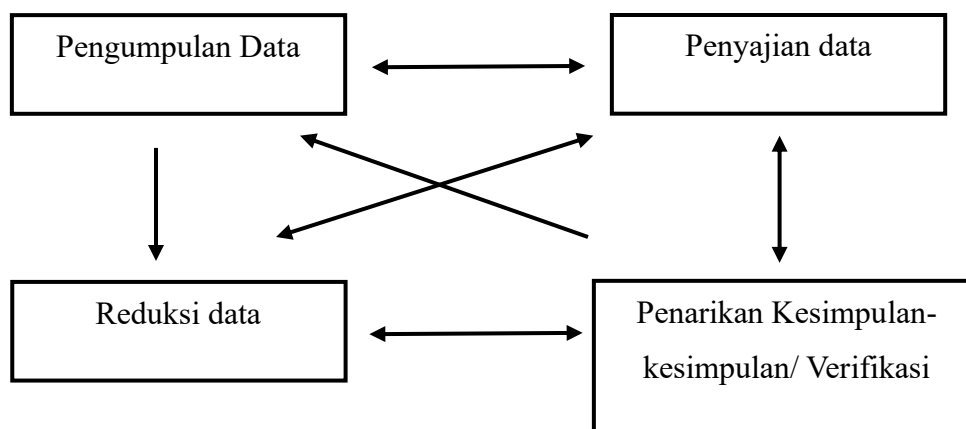 Pengumpulan Data
Penyajian data
Reduksi data
Penarikan Kesimpulan-
kesimpulan/ Verifikasi